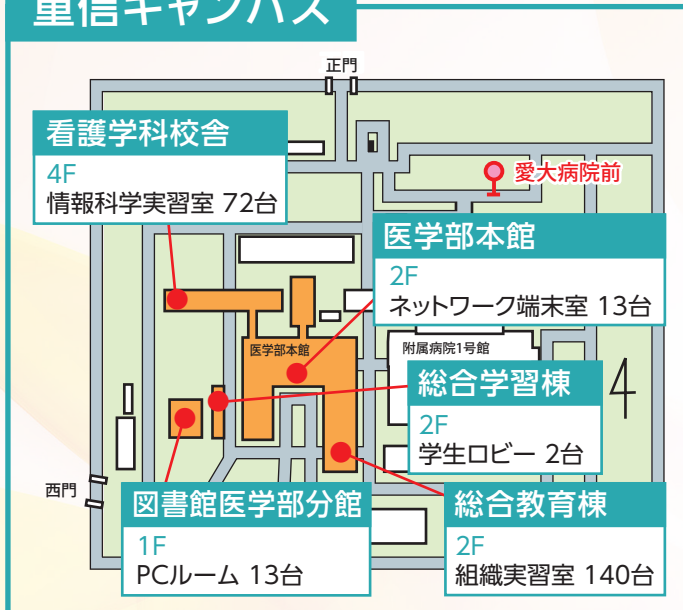 重信キャンパス
正門
看護学科校舎
4F
情報科学実習室 72台
愛大病院前
医学部本館
2F
ネットワーク端末室 13台
医学部本館
附属病院1号館
総合学習棟
2F
学生ロビー 2台
西門
図書館医学部分館
1F
PCルーム 13台
総合教育棟
2F
組織実習室 140台